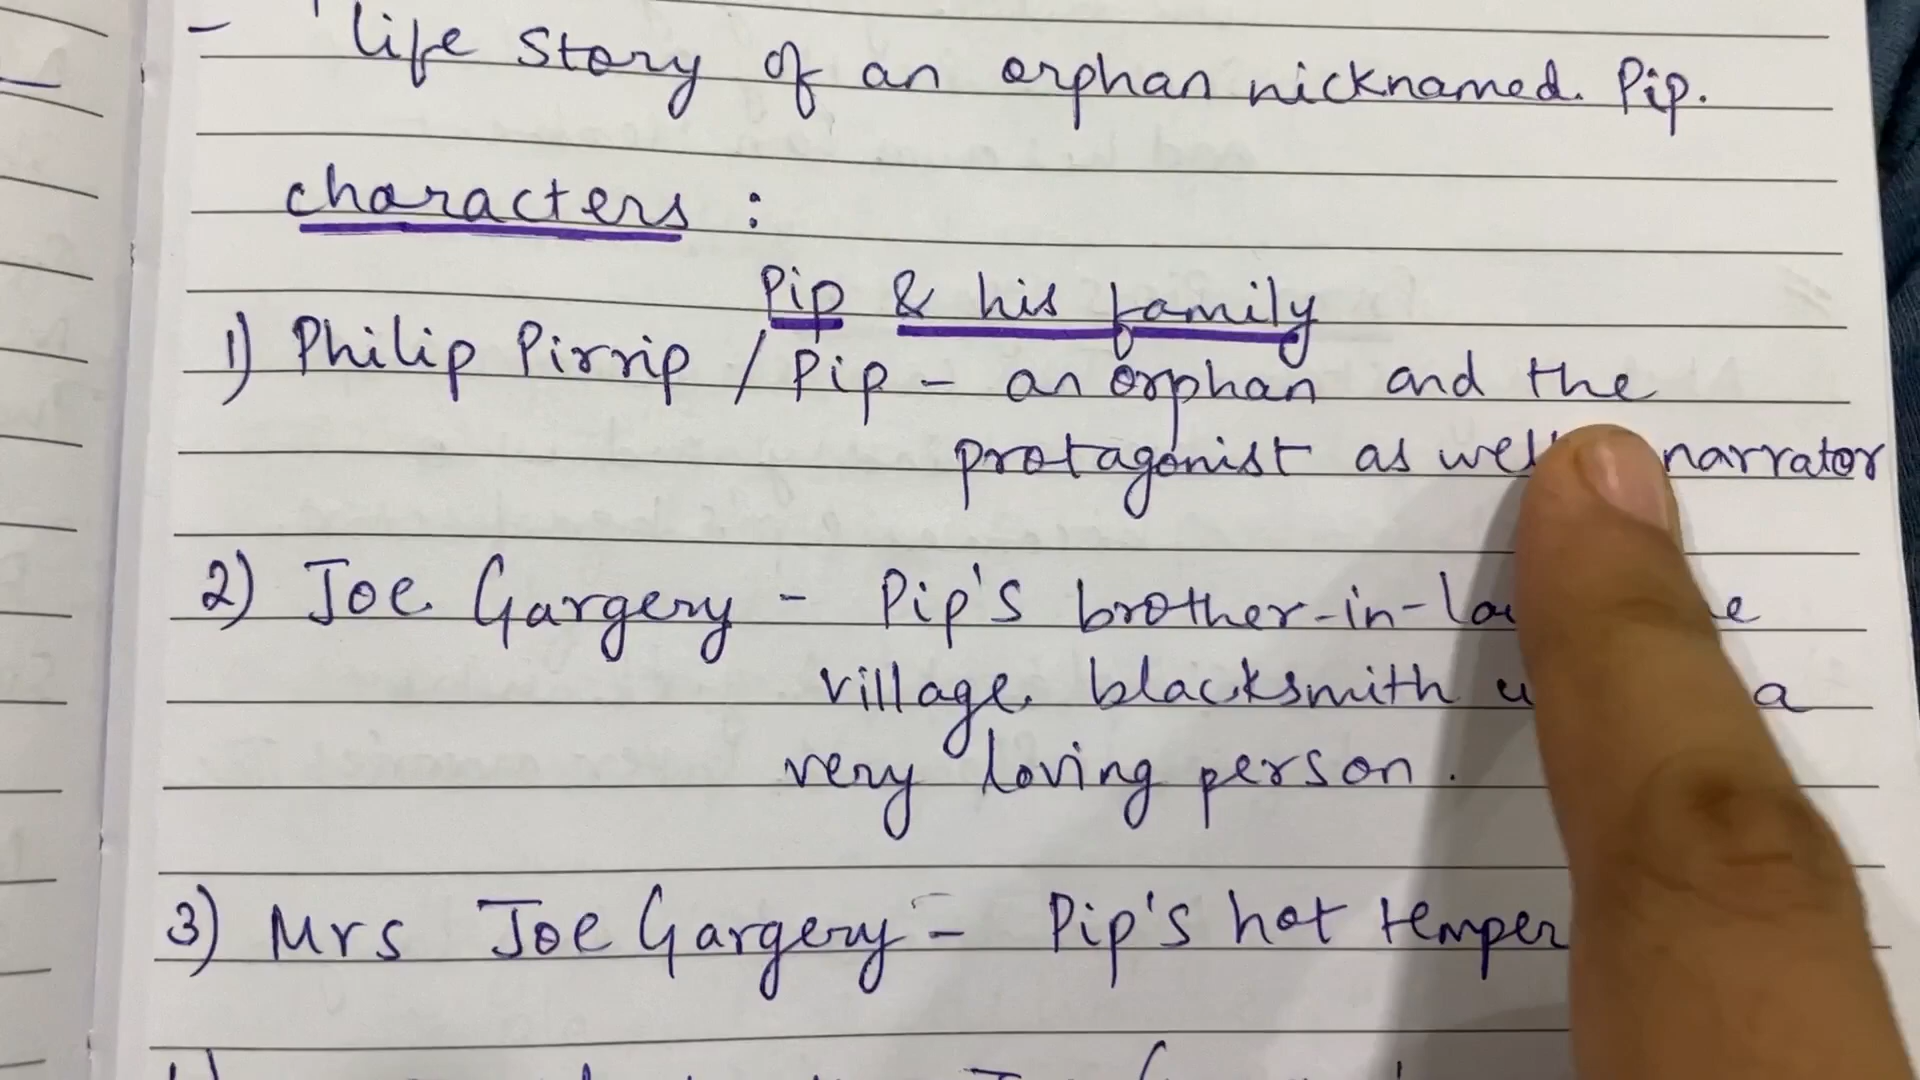 - life story of an orphan nicknamed. Pip.
characters :
Pip & his family
1) Philip Pirrip / Pip - an orphan and the
protagonist as well narrator
2) Joe Gargery - Pip's brother-in-
village blacksmith a
very loving person.
3) Mrs Joe Gargery - Pip's hot temper